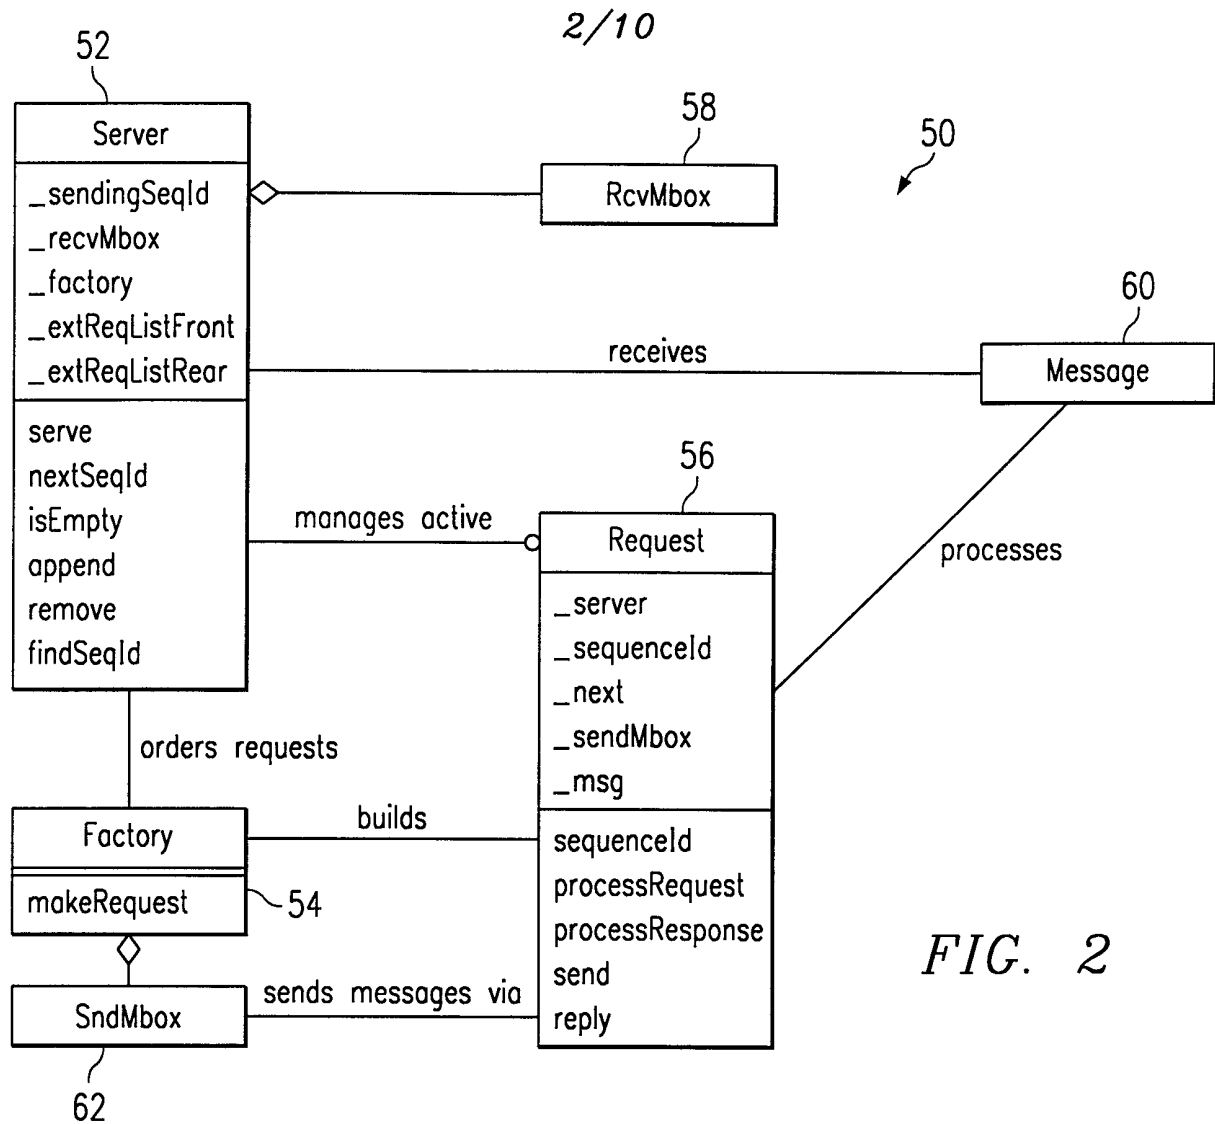 2/10
52
Server
_sendingSeqId
_recvMbox
_factory
_extReqListFront
_extReqListRear
serve
nextSeqId
isEmpty
append
remove
findSeqId
58
RcvMbox
50
60
Message
receives
manages active
56
Request
_server
_sequenceId
_next
_sendMbox
_msg
sequenceId
processRequest
processResponse
send
reply
processes
orders requests
Factory
makeRequest
54
builds
SndMbox
62
sends messages via
FIG. 2